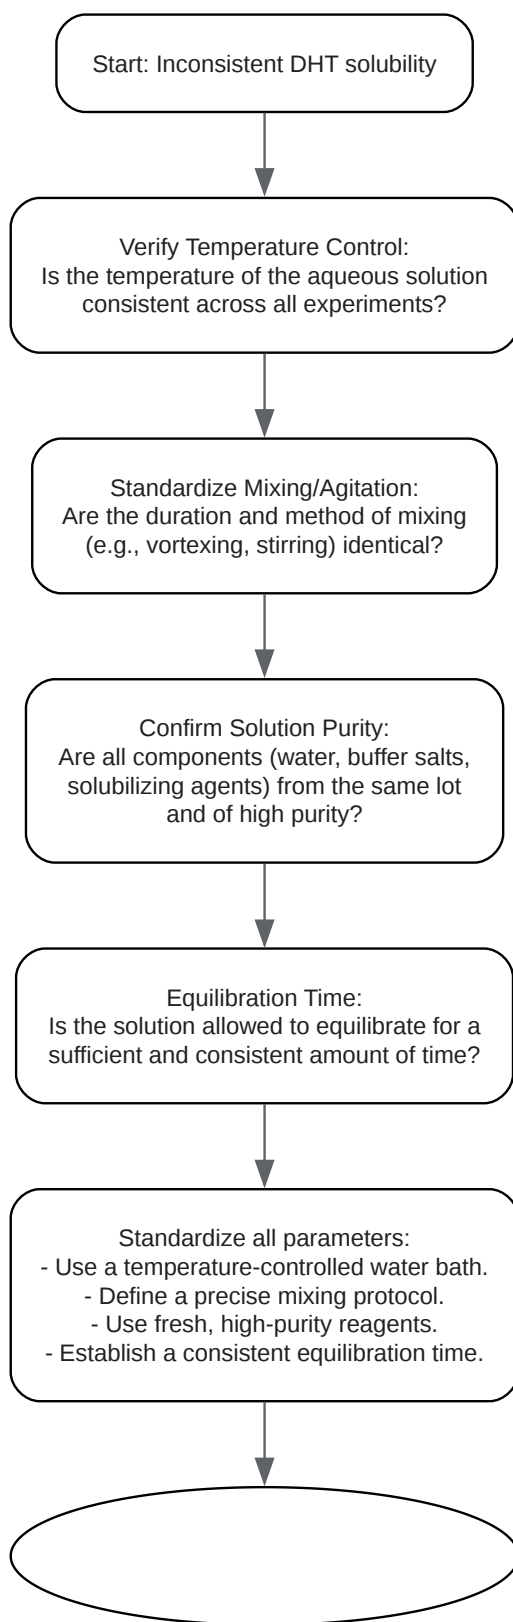 Start: Inconsistent DHT solubility
Verify Temperature Control:
Is the temperature of the aqueous solution
consistent across all experiments?
Standardize Mixing/Agitation:
Are the duration and method of mixing
(e.g., vortexing, stirring) identical?
Confirm Solution Purity:
Are all components (water, buffer salts,
solubilizing agents) from the same lot
and of high purity?
Equilibration Time:
Is the solution allowed to equilibrate for a
sufficient and consistent amount of time?
Standardize all parameters:
- Use a temperature-controlled water bath.
- Define a precise mixing protocol.
- Use fresh, high-purity reagents.
- Establish a consistent equilibration time.